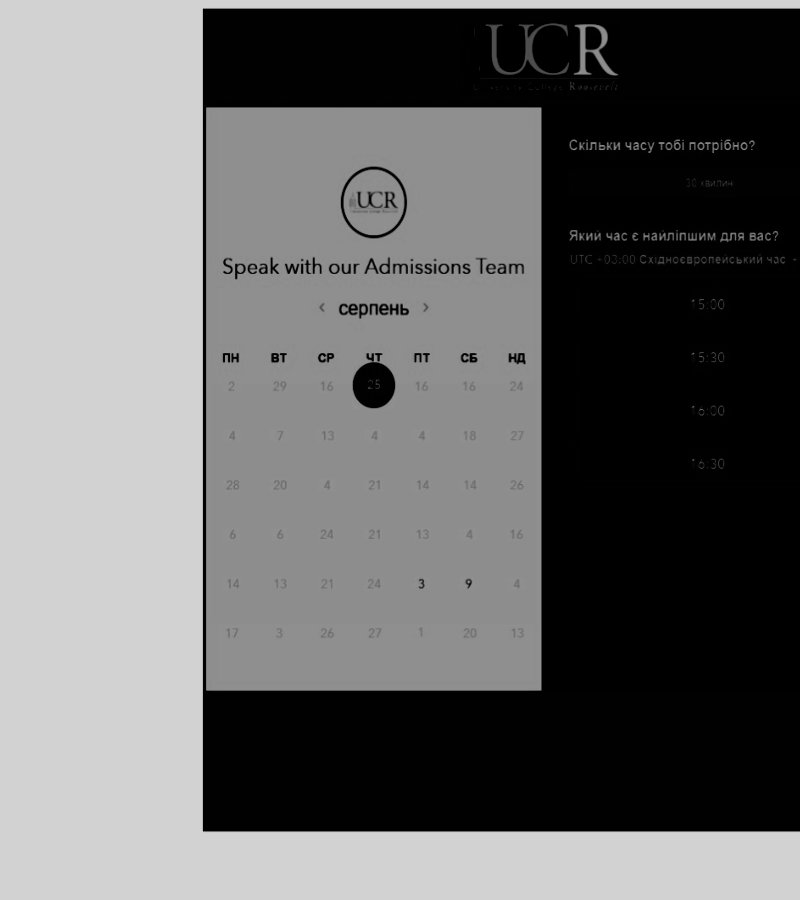 UCR
University College Roosevelt
UCR
Speak with our Admissions Team
‹ серпень ›
ПН ВТ СР ЧТ ПТ СБ НД
2 29 16 25 16 16 24
4 7 13 4 4 18 27
28 20 4 21 14 14 26
6 6 24 21 13 4 16
14 13 21 24 3 9 4
17 3 26 27 1 20 13
Скільки часу тобі потрібно?
30 хвилин
Який час є найліпшим для вас?
UTC +03:00 Східноєвропейський час
15:00
15:30
16:00
16:30